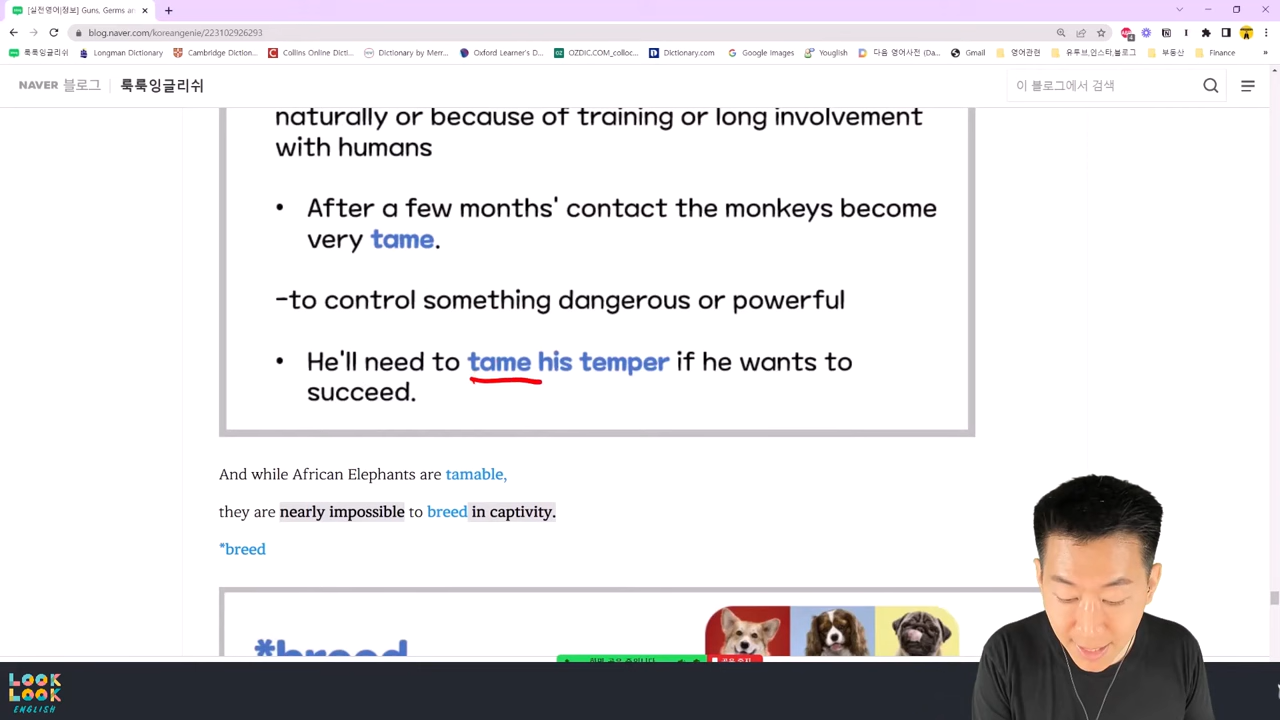 [실전영어|정보] Guns, Germs an
blog.naver.com/koreangenie/223102926293
룩룩잉글리쉬
Longman Dictionary
Cambridge Diction...
Collins Online Dicti...
Dictionary by Merr...
Oxford Learner's D...
OZDIC.COM_colloc...
Dictionary.com
Google Images
Youglish
다음 영어사전 (Da...
Gmail
영어관련
유투브,인스타,블로그
부동산
Finance
NAVER 블로그
룩룩잉글리쉬
이 블로그에서 검색
naturally or because of training or long involvement
with humans
• After a few months' contact the monkeys become
very tame.
-to control something dangerous or powerful
• He'll need to tame his temper if he wants to
succeed.
And while African Elephants are tamable,
they are nearly impossible to breed in captivity.
*breed
*breed
LOOK
LOOK
ENGLISH